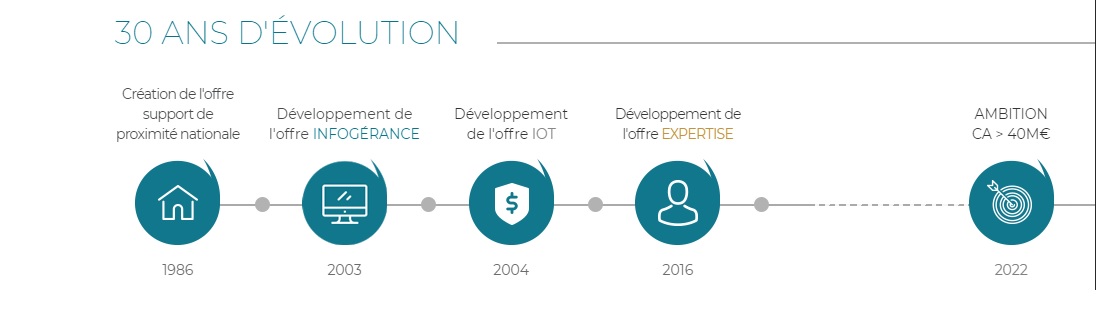 30 ANS D'ÉVOLUTION
Création de l'offre
support de
proximité nationale
1986
Développement de
l'offre INFOGÉRANCE
2003
Développement
de l'offre IOT
$
2004
Développement de
l'offre EXPERTISE
2016
AMBITION
CA > 40M€
2022